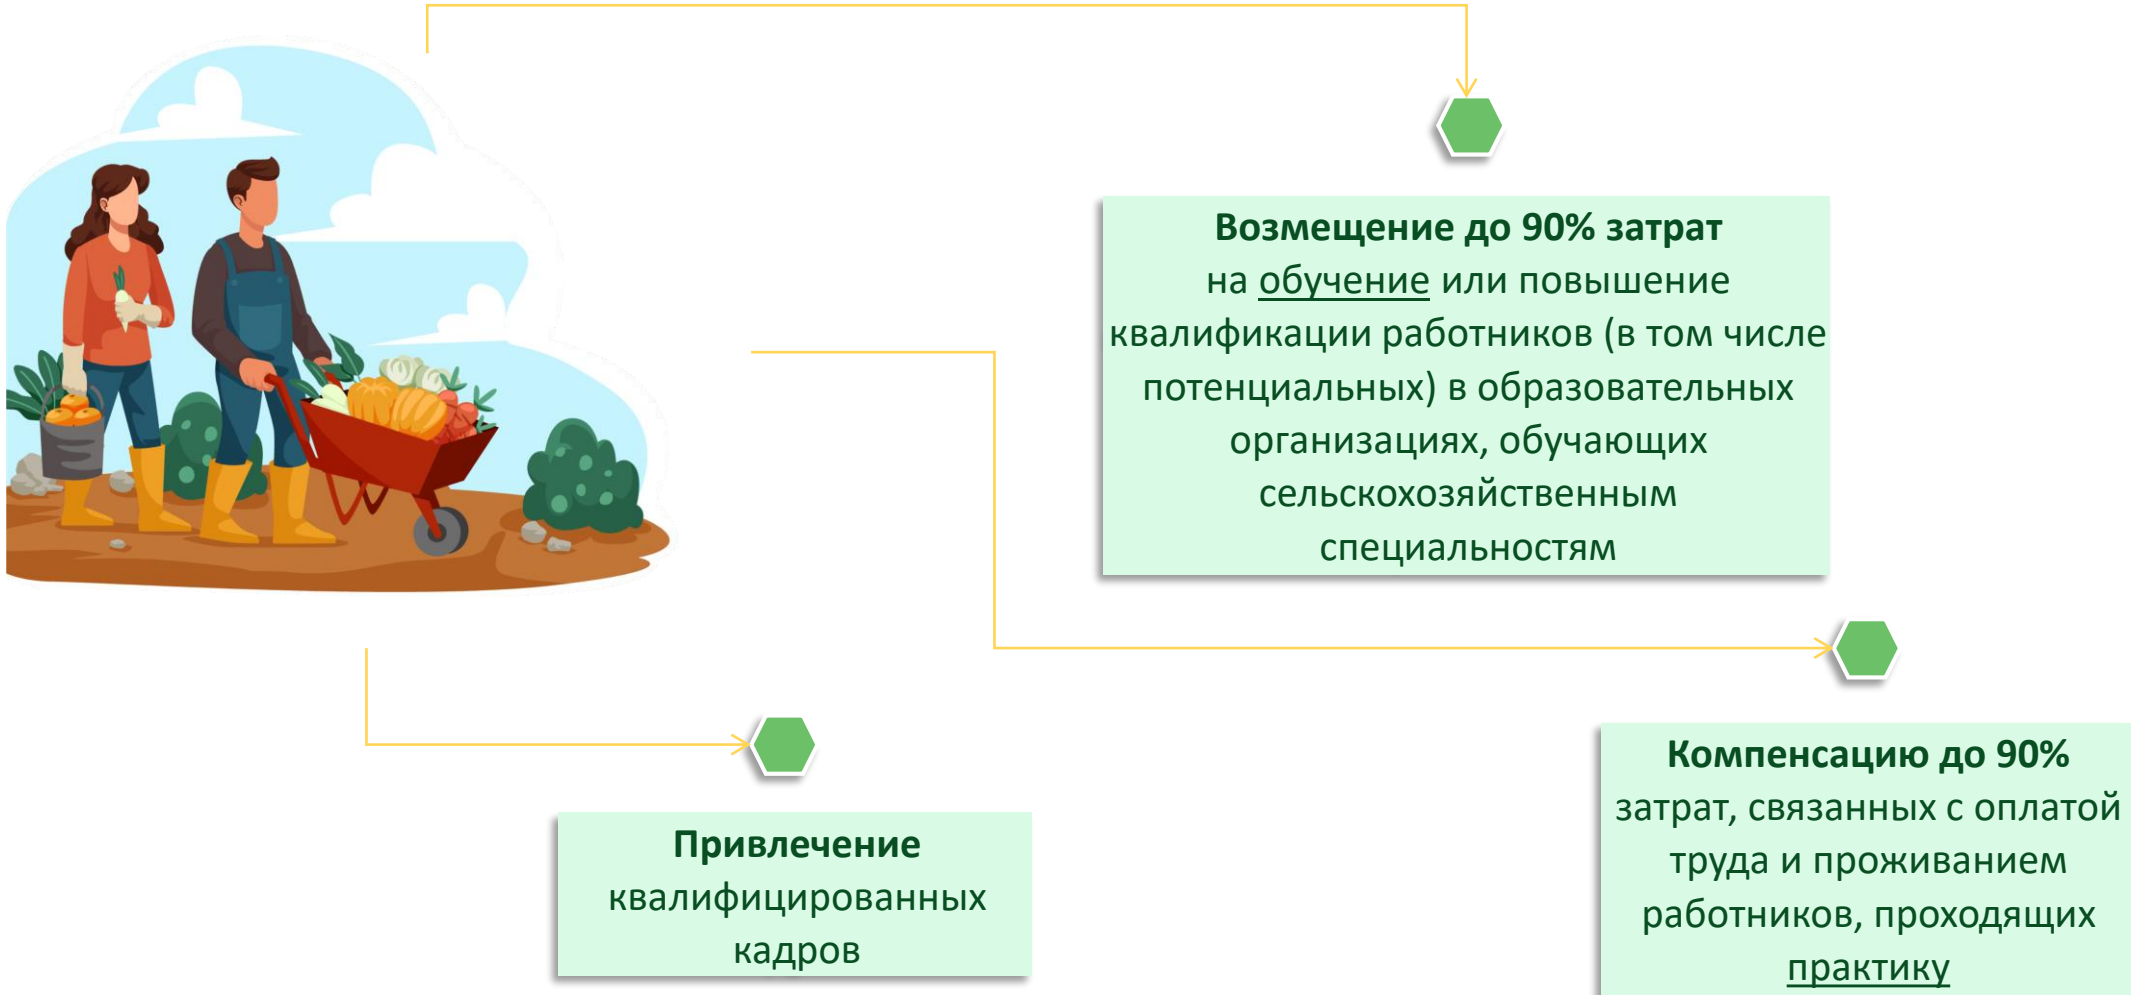 Возмещение до 90% затрат
на обучение или повышение
квалификации работников (в том числе
потенциальных) в образовательных
организациях, обучающих
сельскохозяйственным
специальностям
Привлечение
квалифицированных
кадров
Компенсацию до 90%
затрат, связанных с оплатой
труда и проживанием
работников, проходящих
практику